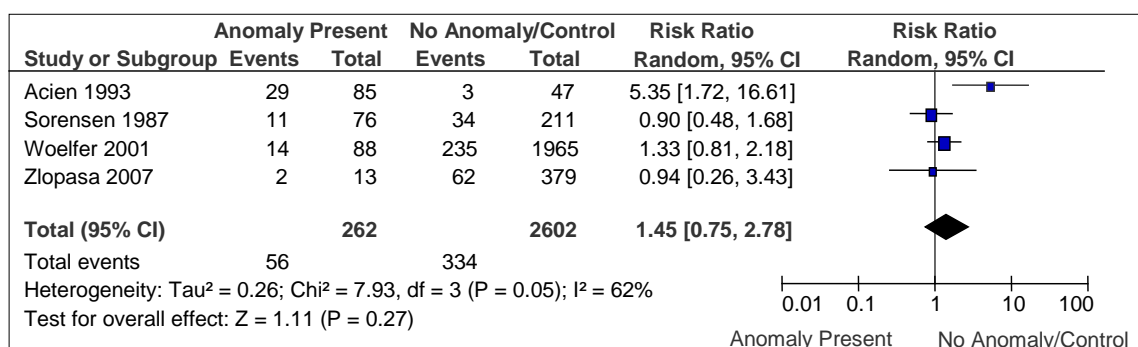 Anomaly Present No Anomaly/Control Risk Ratio Risk Ratio
Study or Subgroup Events Total Events Total Random, 95% CI Random, 95% CI
Acien 1993 29 85 3 47 5.35 [1.72, 16.61]
Sorensen 1987 11 76 34 211 0.90 [0.48, 1.68]
Woelfer 2001 14 88 235 1965 1.33 [0.81, 2.18]
Zlopasa 2007 2 13 62 379 0.94 [0.26, 3.43]
Total (95% CI) 262 2602 1.45 [0.75, 2.78]
Total events 56 334
Heterogeneity: Tau² = 0.26; Chi² = 7.93, df = 3 (P = 0.05); I² = 62%
Test for overall effect: Z = 1.11 (P = 0.27)
0.01 0.1 1 10 100
Anomaly Present No Anomaly/Control